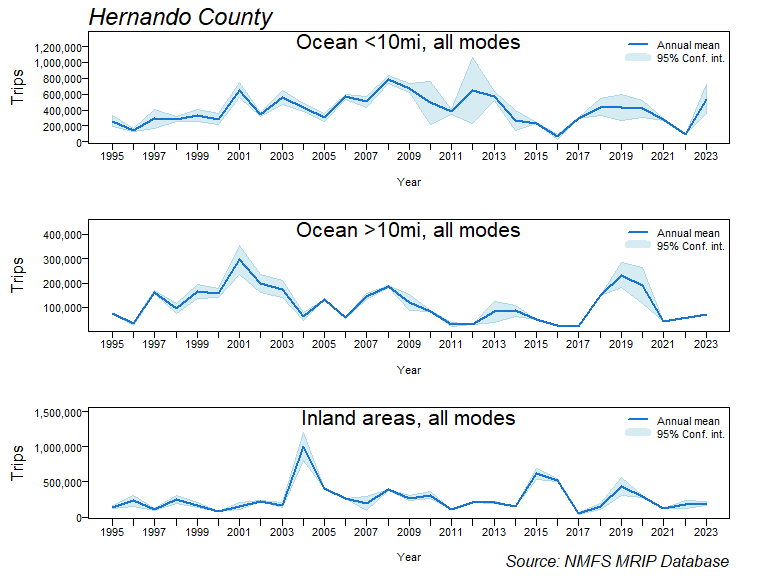 Hernando County
Ocean <10mi, all modes
Annual mean
95% Conf. int.
Trips
1,200,000
1,000,000
800,000
600,000
400,000
200,000
0
1995 1997 1999 2001 2003 2005 2007 2009 2011 2013 2015 2017 2019 2021 2023
Year
Ocean >10mi, all modes
Annual mean
95% Conf. int.
Trips
400,000
300,000
200,000
100,000
1995 1997 1999 2001 2003 2005 2007 2009 2011 2013 2015 2017 2019 2021 2023
Year
Inland areas, all modes
Annual mean
95% Conf. int.
Trips
1,500,000
1,000,000
500,000
0
1995 1997 1999 2001 2003 2005 2007 2009 2011 2013 2015 2017 2019 2021 2023
Year
Source: NMFS MRIP Database